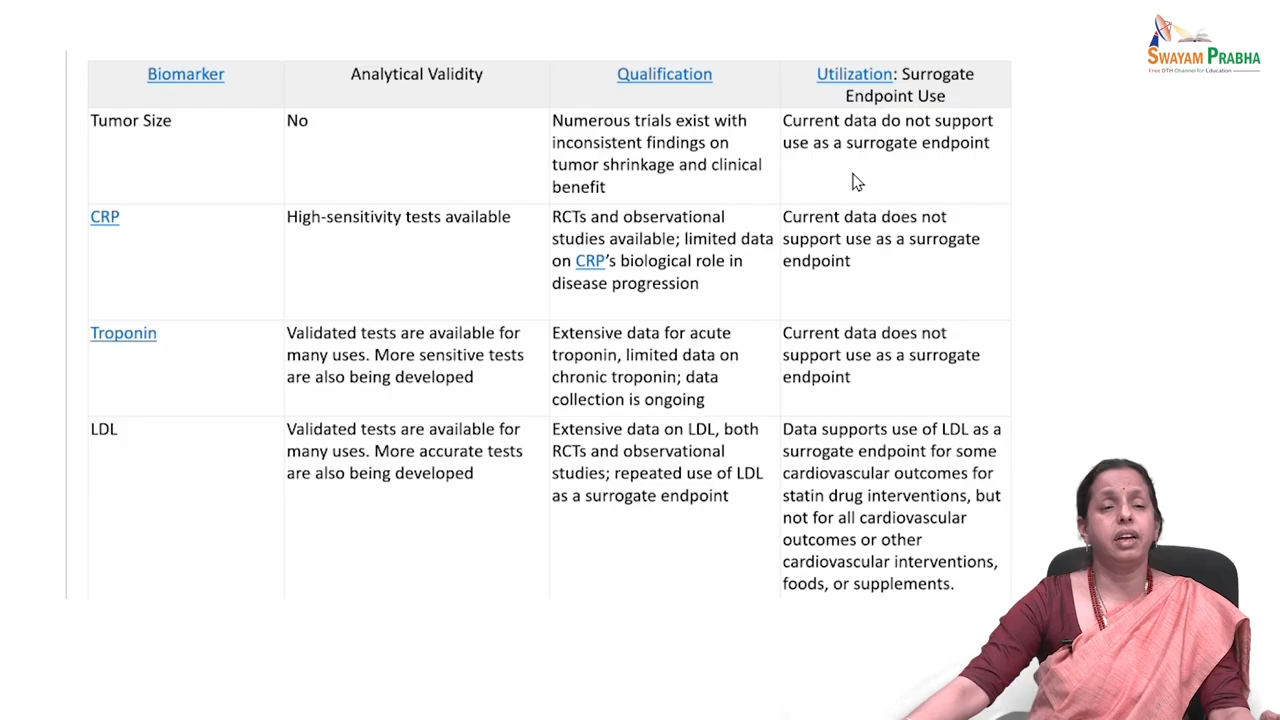 SWAYAM PRABHA
Free DTH Channel for Education
Biomarker
Analytical Validity
Qualification
Utilization: Surrogate
Endpoint Use
Tumor Size
No
Numerous trials exist with
inconsistent findings on
tumor shrinkage and clinical
benefit
Current data do not support
use as a surrogate endpoint
CRP
High-sensitivity tests available
RCTs and observational
studies available; limited data
on CRP's biological role in
disease progression
Current data does not
support use as a surrogate
endpoint
Troponin
Validated tests are available for
many uses. More sensitive tests
are also being developed
Extensive data for acute
troponin, limited data on
chronic troponin; data
collection is ongoing
Current data does not
support use as a surrogate
endpoint
LDL
Validated tests are available for
many uses. More accurate tests
are also being developed
Extensive data on LDL, both
RCTs and observational
studies; repeated use of LDL
as a surrogate endpoint
Data supports use of LDL as a
surrogate endpoint for some
cardiovascular outcomes for
statin drug interventions, but
not for all cardiovascular
outcomes or other
cardiovascular interventions,
foods, or supplements.